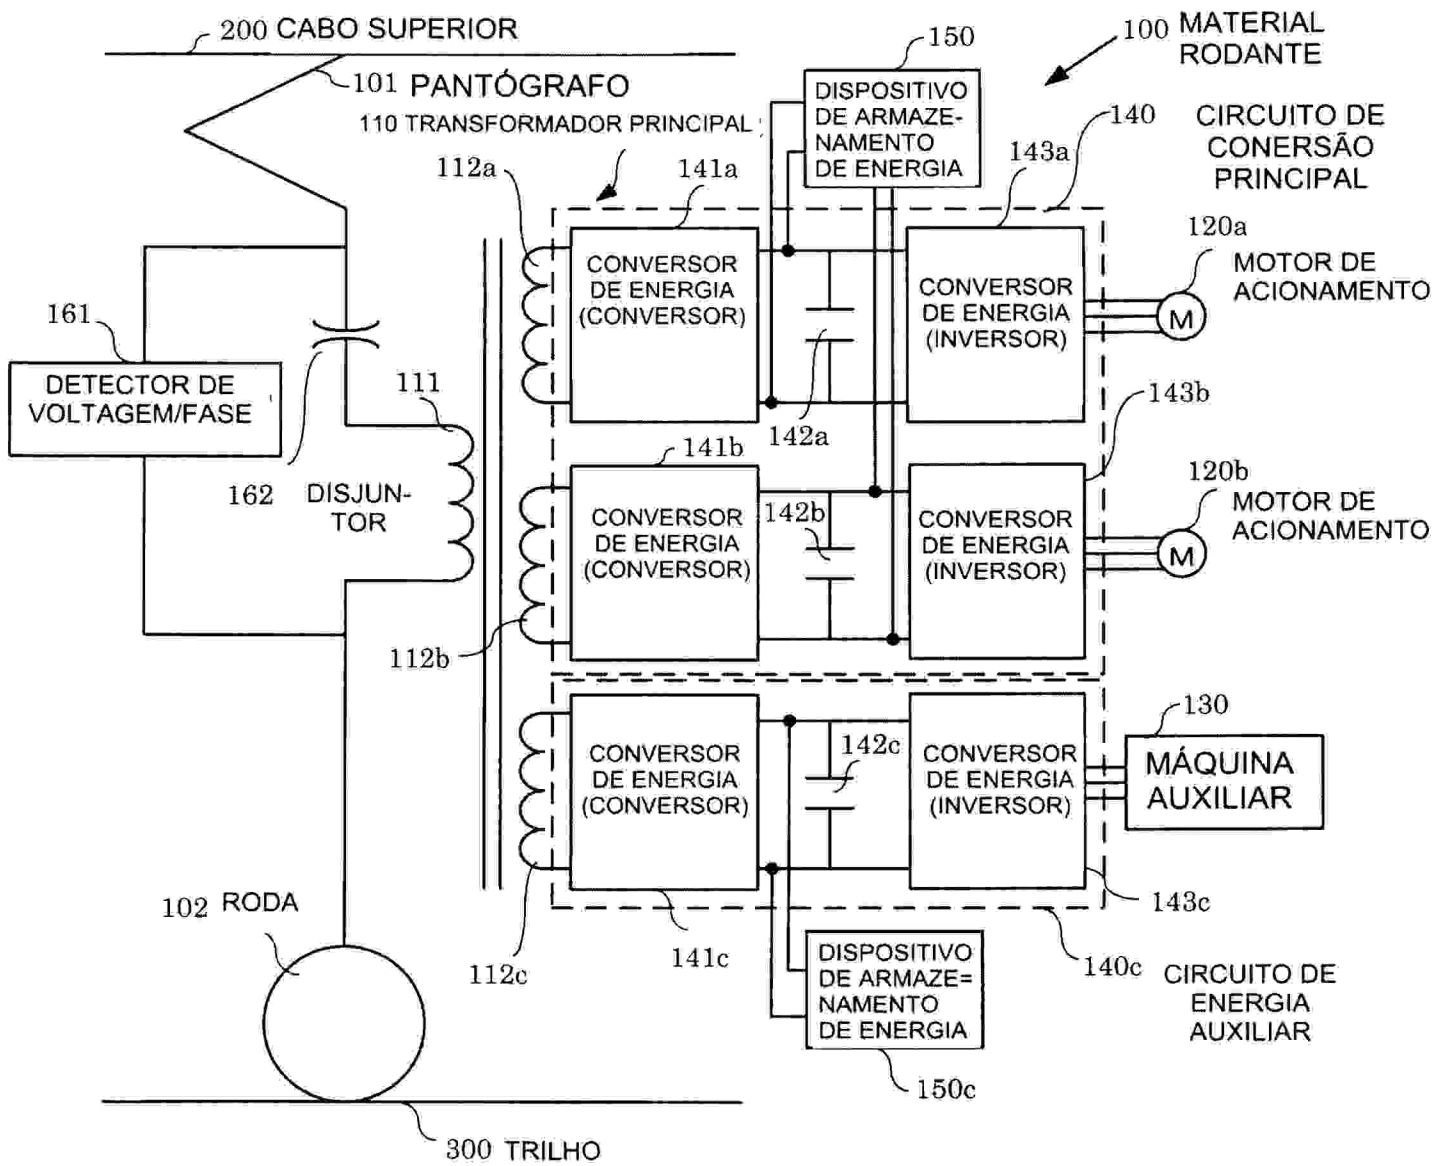 200 CABO SUPERIOR
101 PANTÓGRAFO
110 TRANSFORMADOR PRINCIPAL
150
100 MATERIAL
RODANTE
DISPOSITIVO
DE ARMAZE-
NAMENTO
DE ENERGIA
140
CIRCUITO DE
CONERSÃO
PRINCIPAL
112a
141a
143a
120a
CONVERSOR
DE ENERGIA
(CONVERSOR)
CONVERSOR
DE ENERGIA
(INVERSOR)
M
MOTOR DE
ACIONAMENTO
161
DETECTOR DE
VOLTAGEM/FASE
111
142a
143b
162
DISJUN-
TOR
141b
142b
120b
CONVERSOR
DE ENERGIA
(CONVERSOR)
CONVERSOR
DE ENERGIA
(INVERSOR)
M
MOTOR DE
ACIONAMENTO
112b
CONVERSOR
DE ENERGIA
(CONVERSOR)
142c
CONVERSOR
DE ENERGIA
(INVERSOR)
130
MÁQUINA
AUXILIAR
102 RODA
112c
141c
143c
140c
CIRCUITO DE
ENERGIA
AUXILIAR
DISPOSITIVO
DE ARMAZE=
NAMENTO
DE ENERGIA
150c
300 TRILHO